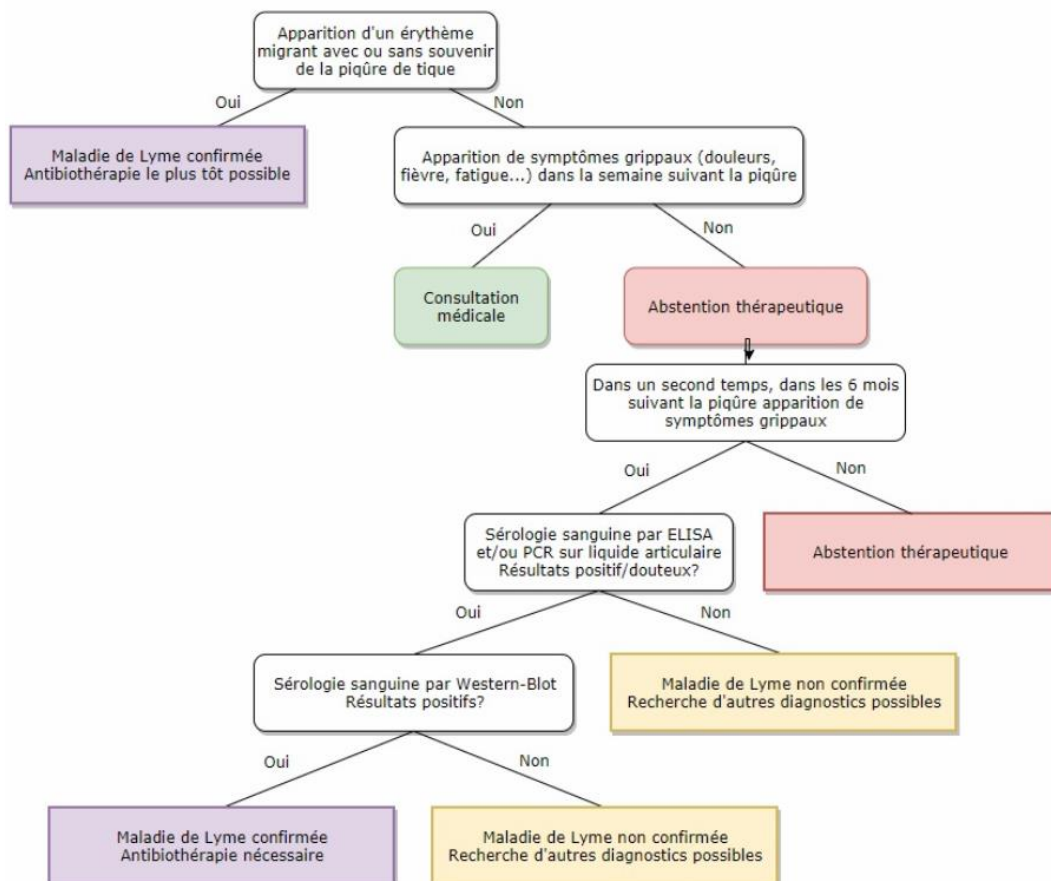 Apparition d'un érythème
migrant avec ou sans souvenir
de la piqûre de tique
Oui
Non
Maladie de Lyme confirmée
Antibiothérapie le plus tôt possible
Apparition de symptômes grippaux (douleurs,
fièvre, fatigue...) dans la semaine suivant la piqûre
Oui
Non
Consultation
médicale
Abstention thérapeutique
Dans un second temps, dans les 6 mois
suivant la piqûre apparition de
symptômes grippaux
Oui
Non
Sérologie sanguine par ELISA
et/ou PCR sur liquide articulaire
Résultats positif/douteux?
Abstention thérapeutique
Oui
Non
Sérologie sanguine par Western-Blot
Résultats positifs?
Maladie de Lyme non confirmée
Recherche d'autres diagnostics possibles
Oui
Non
Maladie de Lyme confirmée
Antibiothérapie nécessaire
Maladie de Lyme non confirmée
Recherche d'autres diagnostics possibles